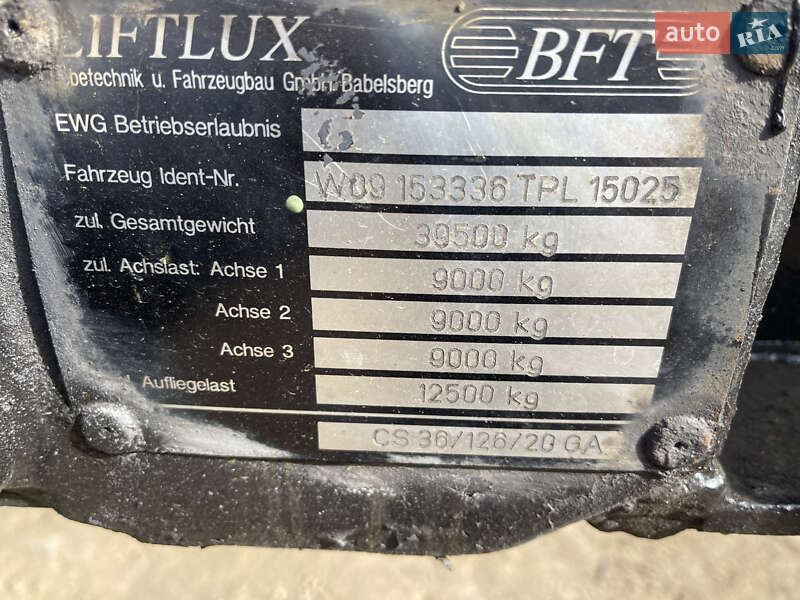 LIFTLUX BFT
betechnik u. Fahrzeugbau GmbH Babelsberg
EWG Betriebserlaubnis
Fahrzeug Ident-Nr. W09 153336 TPL 15025
zul. Gesamtgewicht 39500 kg
zul. Achslast: Achse 1 9000 kg
Achse 2 9000 kg
Achse 3 9000 kg
Aufliegelast 12500 kg
CS 36/126/20 GA
auto RIA .com